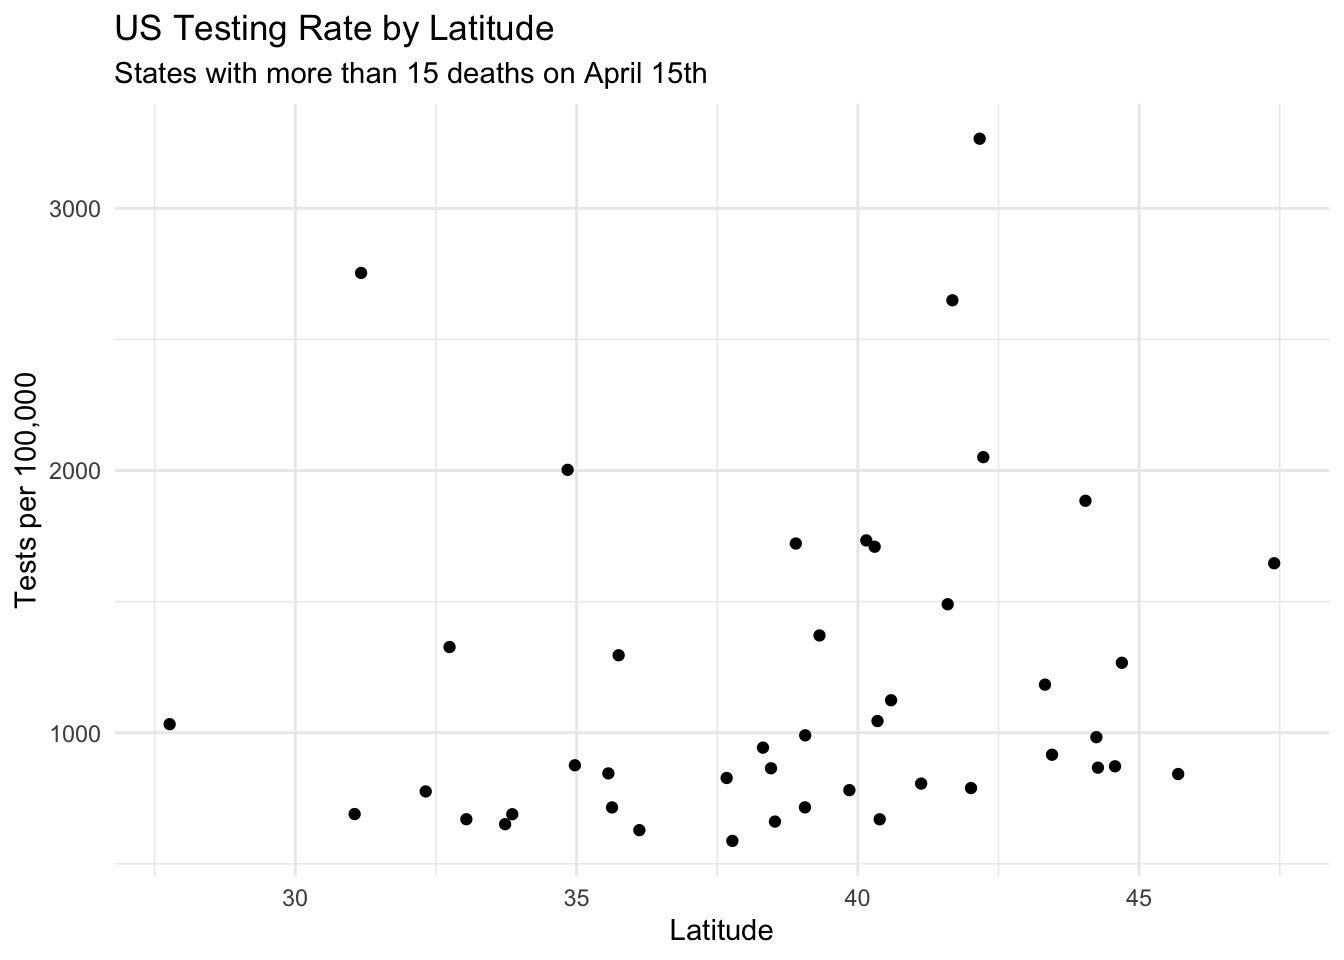 US Testing Rate by Latitude
States with more than 15 deaths on April 15th
3000
2000
1000
Tests per 100,000
30 35 40 45
Latitude